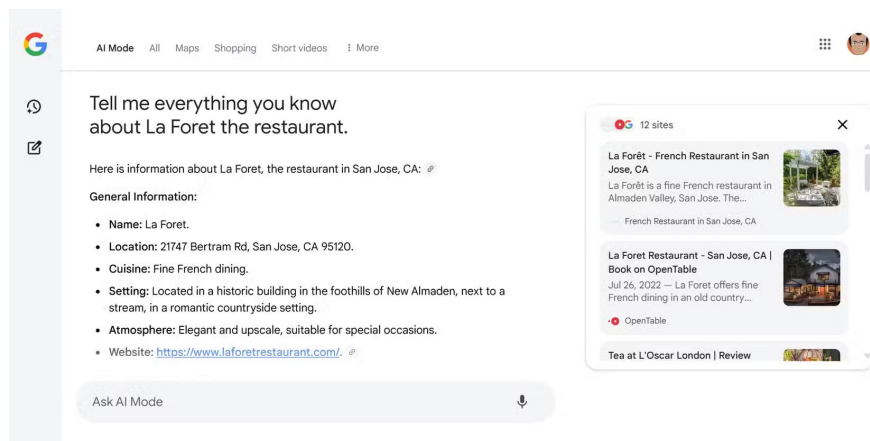 AI Mode All Maps Shopping Short videos More
Tell me everything you know
about La Foret the restaurant.
Here is information about La Foret, the restaurant in San Jose, CA:
General Information:
• Name: La Foret.
• Location: 21747 Bertram Rd, San Jose, CA 95120.
• Cuisine: Fine French dining.
• Setting: Located in a historic building in the foothills of New Almaden, next to a
stream, in a romantic countryside setting.
• Atmosphere: Elegant and upscale, suitable for special occasions.
• Website: https://www.laforetrestaurant.com/.
Ask AI Mode
12 sites
La Forêt - French Restaurant in San
Jose, CA
La Forêt is a fine French restaurant in
Almaden Valley, San Jose. The...
French Restaurant in San Jose, CA
La Foret Restaurant - San Jose, CA |
Book on OpenTable
Jul 26, 2022 — La Foret offers fine
French dining in an old country...
OpenTable
Tea at L'Oscar London | Review